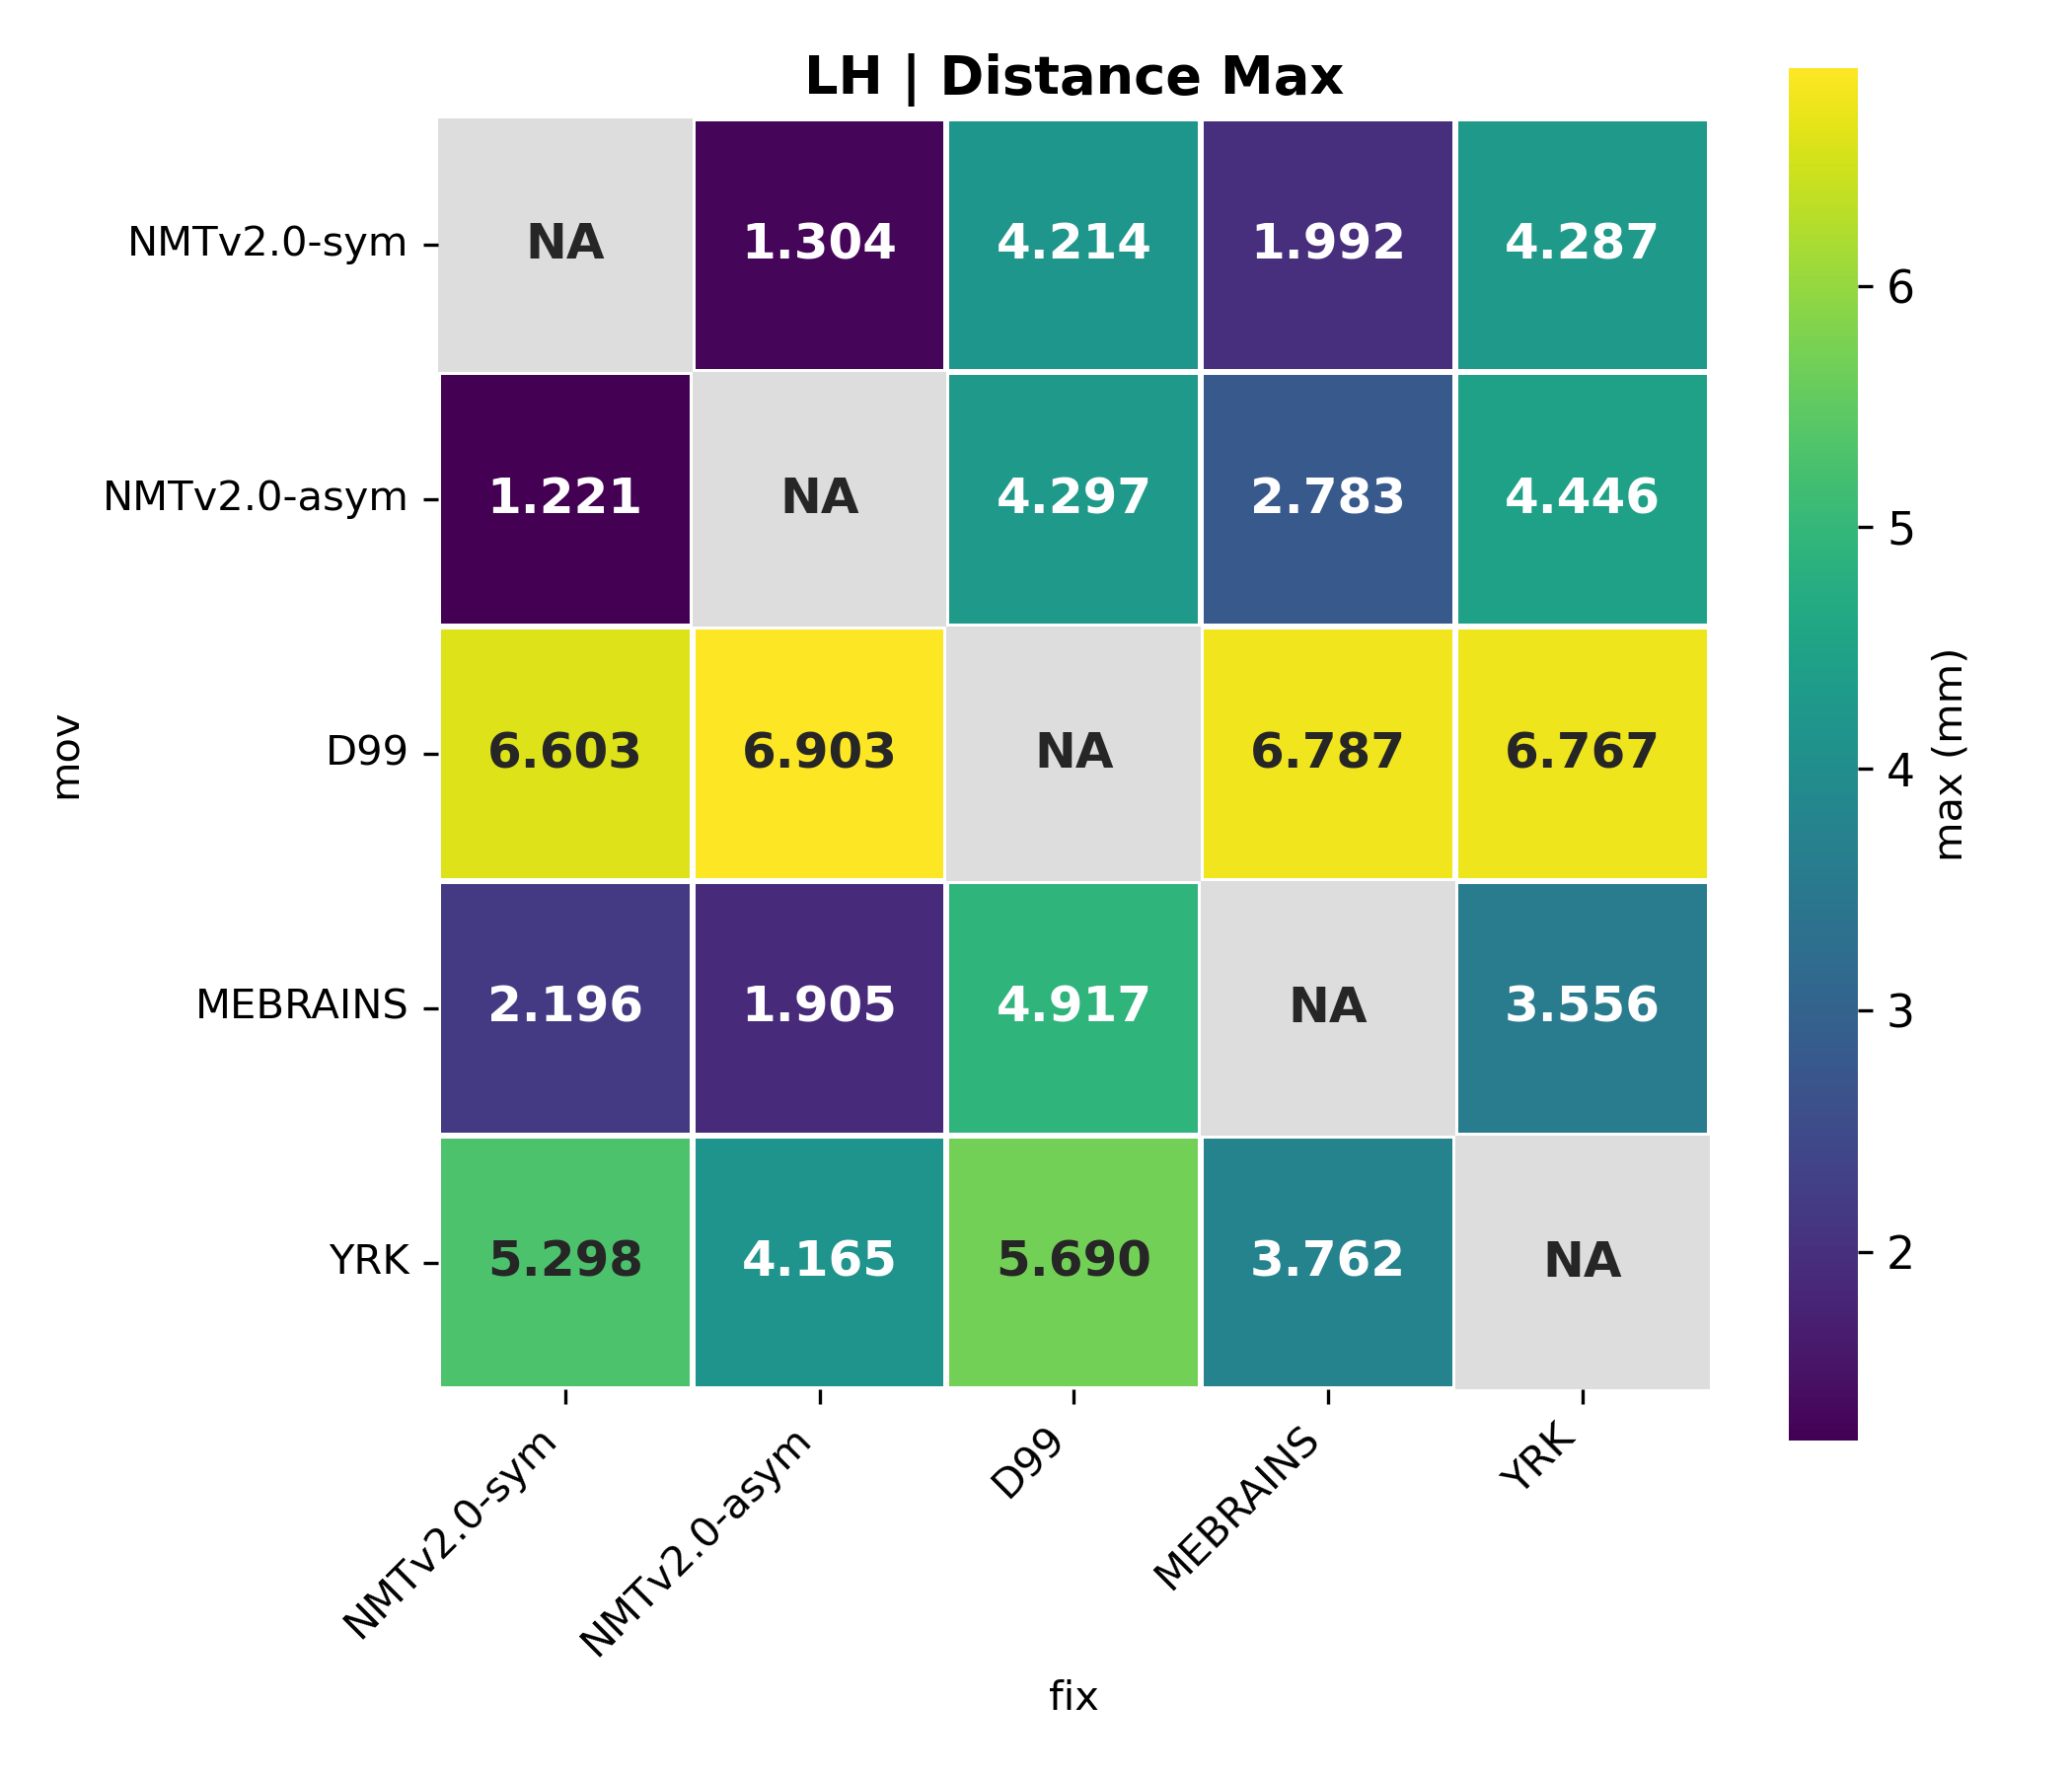 LH | Distance Max
NMTv2.0-sym NA 1.304 4.214 1.992 4.287
NMTv2.0-asym 1.221 NA 4.297 2.783 4.446
D99 6.603 6.903 NA 6.787 6.767
MEBRAINS 2.196 1.905 4.917 NA 3.556
YRK 5.298 4.165 5.690 3.762 NA
mov
NMTv2.0-sym NMTv2.0-asym D99 MEBRAINS YRK
fix
6
5
4
3
2
max (mm)